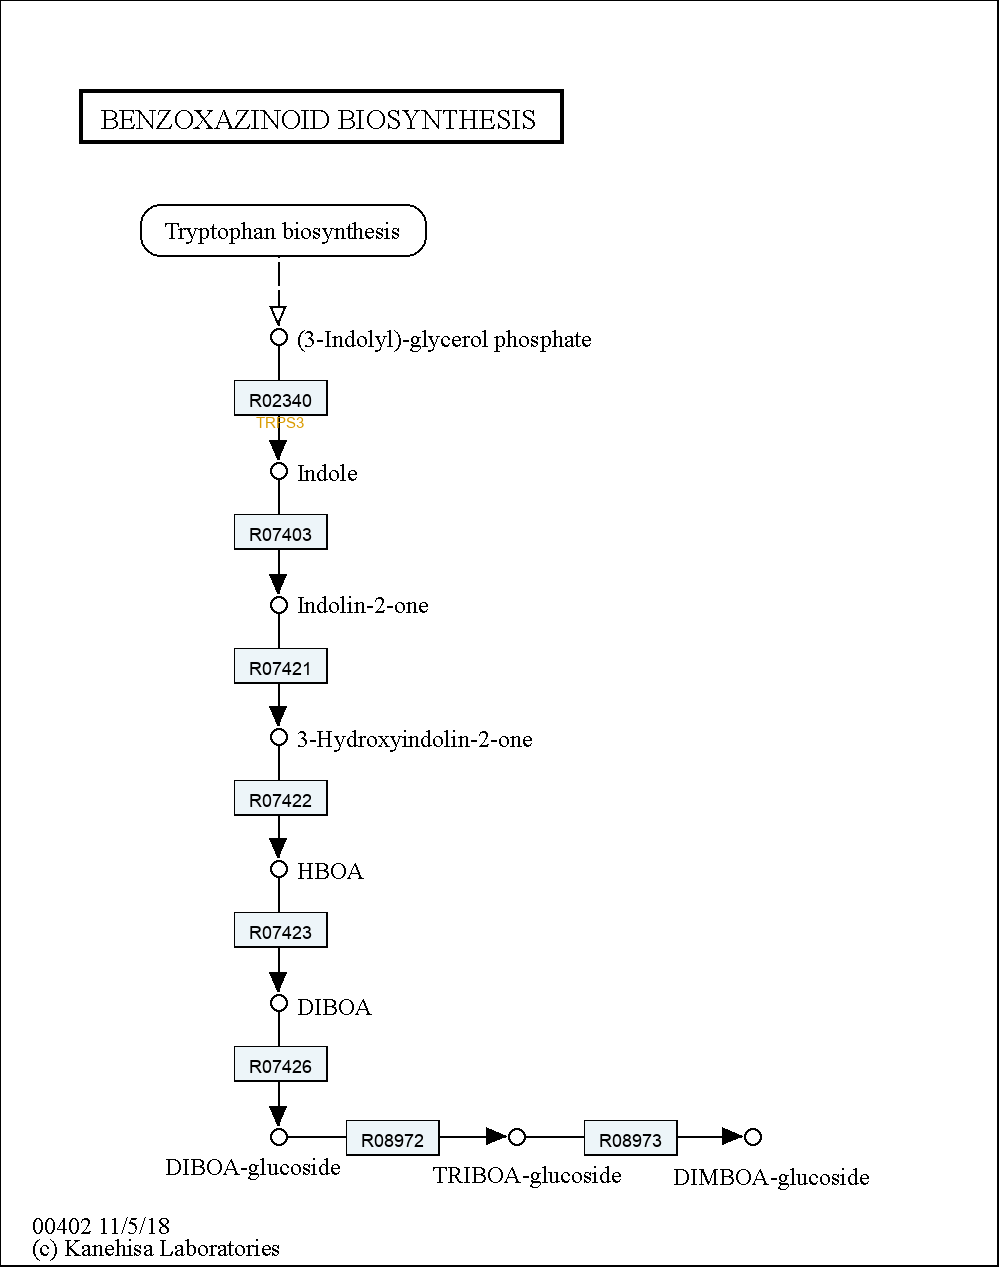 BENZOXAZINOID BIOSYNTHESIS
Tryptophan biosynthesis
(3-Indolyl)-glycerol phosphate
R02340
TRPS3
Indole
R07403
Indolin-2-one
R07421
3-Hydroxyindolin-2-one
R07422
HBOA
R07423
DIBOA
R07426
R08972
R08973
DIBOA-glucoside
TRIBOA-glucoside
DIMBOA-glucoside
00402 11/5/18
(c) Kanehisa Laboratories